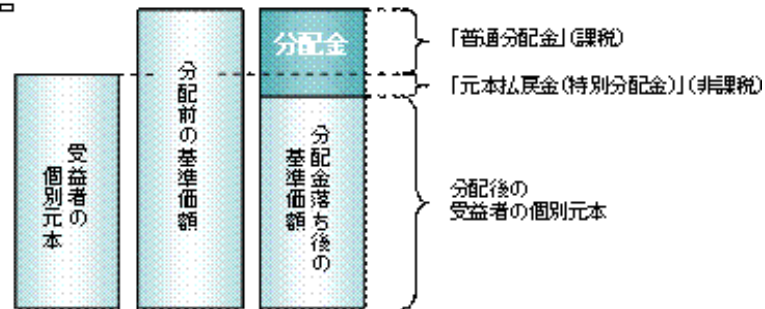 受益者の
個別元本
分配前の基準価額
分配金
分配金落ち後の
基準価額
「普通分配金」(課税)
「元本払戻金(特別分配金)」(非課税)
分配後の
受益者の個別元本